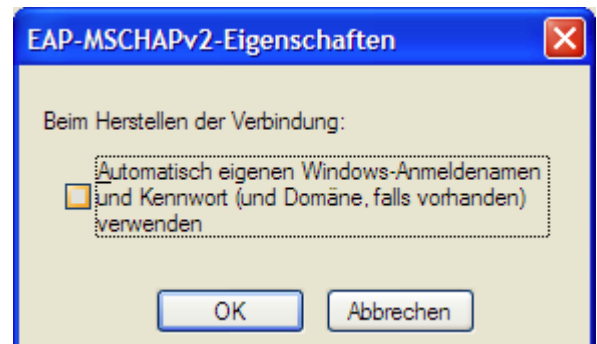 EAP-MSCHAPv2-Eigenschaften
Beim Herstellen der Verbindung:
Automatisch eigenen Windows-Anmeldenamen
und Kennwort (und Domäne, falls vorhanden)
verwenden
OK
Abbrechen